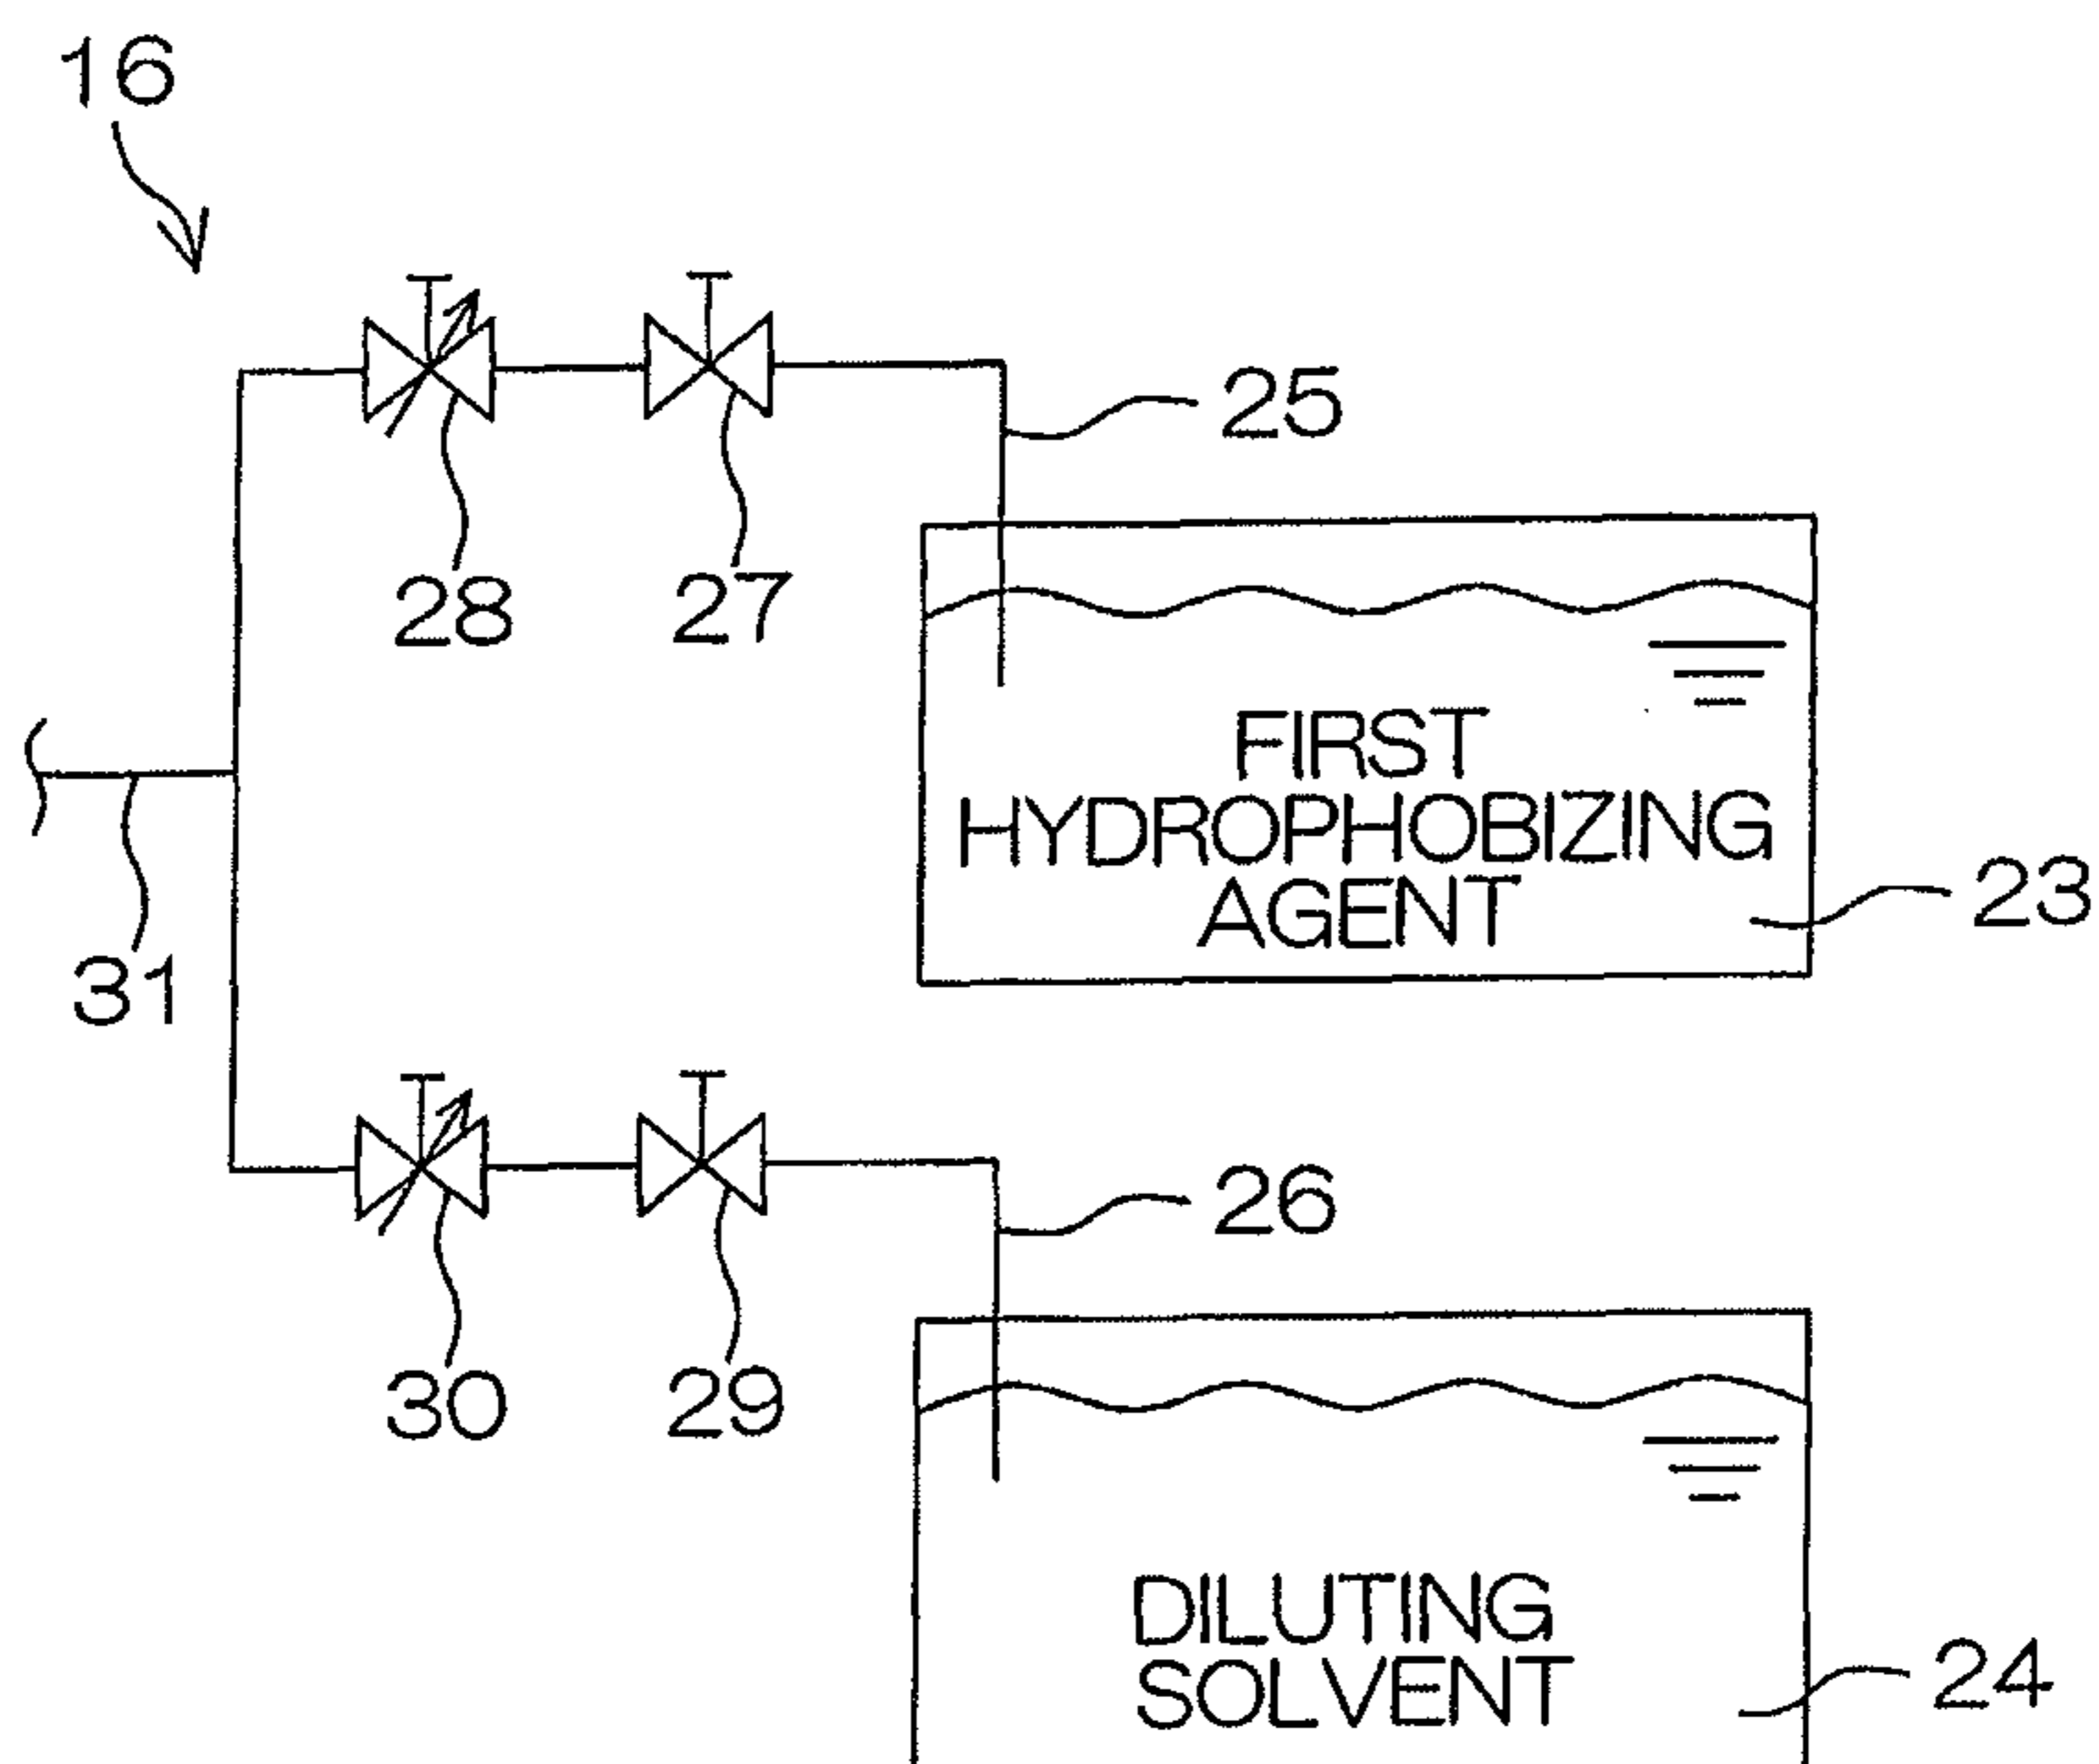 16
25
28
27
FIRST
HYDROPHOBIZING
AGENT
23
31
26
30
29
DILUTING
SOLVENT
24